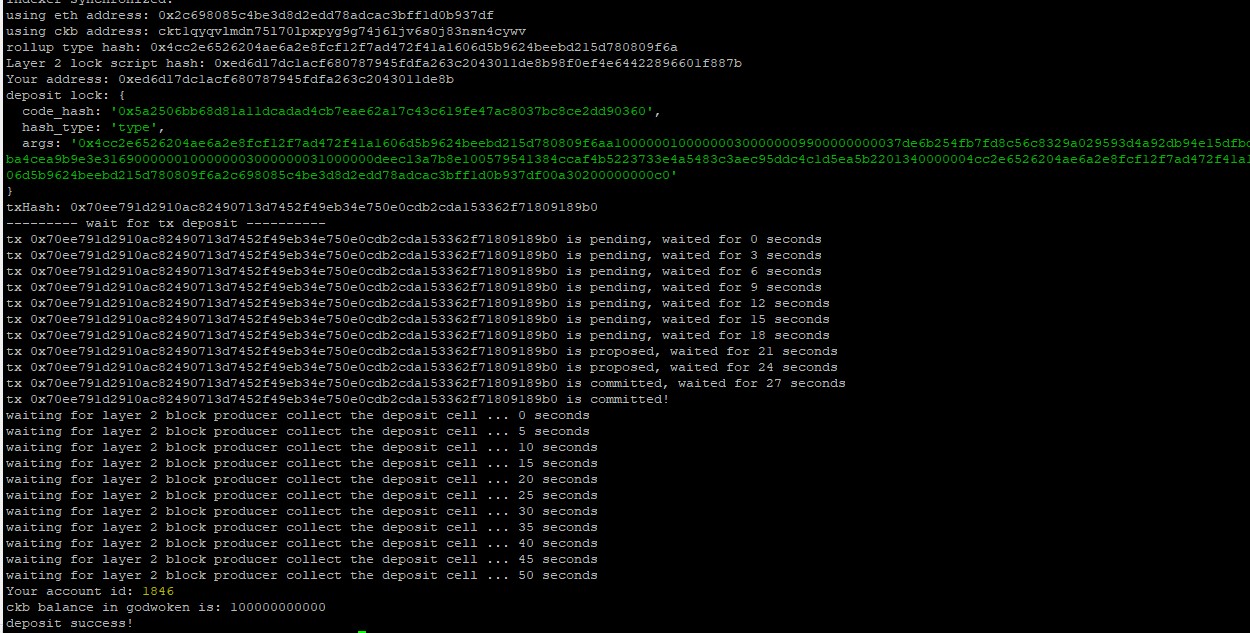 indexer synchronized.
using eth address: 0x2c698085c4be3d8d2edd78adcac3bff1d0b937df
using ckb address: ckt1qyqvlmdn75l70lpxpyg9g74j6ljv6s0j83nsn4cywv
rollup type hash: 0x4cc2e6526204ae6a2e8fcf12f7ad472f41a1606d5b9624beebd215d780809f6a
Layer 2 lock script hash: 0xed6d17dc1acf680787945fdfa263c2043011de8b98f0ef4e64422896601f887b
Your address: 0xed6d17dc1acf680787945fdfa263c2043011de8b
deposit lock: {
code_hash: '0x5a2506bb68d81a11dcadad4cb7eae62a17c43c619fe47ac8037bc8ce2dd90360',
hash_type: 'type',
args: '0x4cc2e6526204ae6a2e8fcf12f7ad472f41a1606d5b9624beebd215d780809f6aa10000001000000030000009900000000037de6b254fb7fd8c56c8329a029593d4a92db94e15dfbd
ba4cea9b9e3e31690000001000000030000000310000000deec13a7b8e100579541384ccaf4b5223733e4a5483c3aec95ddc4c1d5ea5b2201340000004cc2e6526204ae6a2e8fcf12f7ad472f41a1
06d5b9624beebd215d780809f6a2c698085c4be3d8d2edd78adcac3bff1d0b937df00a30200000000c0'
}
txHash: 0x70ee791d2910ac82490713d7452f49eb34e750e0cdb2cda153362f71809189b0
--------- wait for tx deposit ----------
tx 0x70ee791d2910ac82490713d7452f49eb34e750e0cdb2cda153362f71809189b0 is pending, waited for 0 seconds
tx 0x70ee791d2910ac82490713d7452f49eb34e750e0cdb2cda153362f71809189b0 is pending, waited for 3 seconds
tx 0x70ee791d2910ac82490713d7452f49eb34e750e0cdb2cda153362f71809189b0 is pending, waited for 6 seconds
tx 0x70ee791d2910ac82490713d7452f49eb34e750e0cdb2cda153362f71809189b0 is pending, waited for 9 seconds
tx 0x70ee791d2910ac82490713d7452f49eb34e750e0cdb2cda153362f71809189b0 is pending, waited for 12 seconds
tx 0x70ee791d2910ac82490713d7452f49eb34e750e0cdb2cda153362f71809189b0 is pending, waited for 15 seconds
tx 0x70ee791d2910ac82490713d7452f49eb34e750e0cdb2cda153362f71809189b0 is pending, waited for 18 seconds
tx 0x70ee791d2910ac82490713d7452f49eb34e750e0cdb2cda153362f71809189b0 is proposed, waited for 21 seconds
tx 0x70ee791d2910ac82490713d7452f49eb34e750e0cdb2cda153362f71809189b0 is proposed, waited for 24 seconds
tx 0x70ee791d2910ac82490713d7452f49eb34e750e0cdb2cda153362f71809189b0 is committed, waited for 27 seconds
tx 0x70ee791d2910ac82490713d7452f49eb34e750e0cdb2cda153362f71809189b0 is committed!
waiting for layer 2 block producer collect the deposit cell ... 0 seconds
waiting for layer 2 block producer collect the deposit cell ... 5 seconds
waiting for layer 2 block producer collect the deposit cell ... 10 seconds
waiting for layer 2 block producer collect the deposit cell ... 15 seconds
waiting for layer 2 block producer collect the deposit cell ... 20 seconds
waiting for layer 2 block producer collect the deposit cell ... 25 seconds
waiting for layer 2 block producer collect the deposit cell ... 30 seconds
waiting for layer 2 block producer collect the deposit cell ... 35 seconds
waiting for layer 2 block producer collect the deposit cell ... 40 seconds
waiting for layer 2 block producer collect the deposit cell ... 45 seconds
waiting for layer 2 block producer collect the deposit cell ... 50 seconds
Your account id: 1846
ckb balance in godwoken is: 100000000000
deposit success!